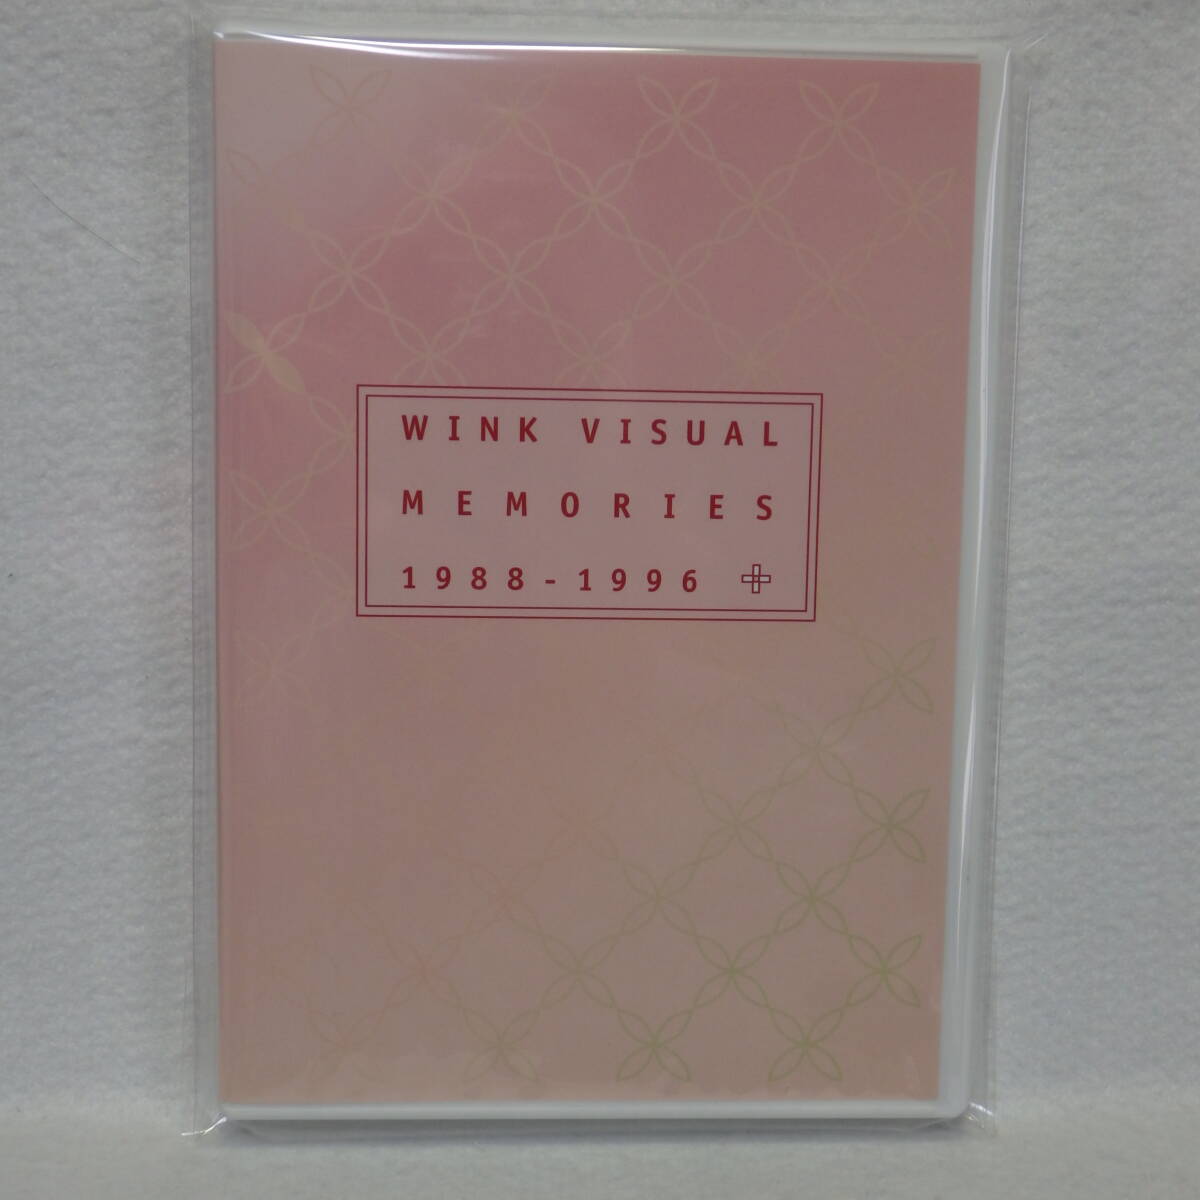 WINK VISUAL
MEMORIES
1988-1996 +